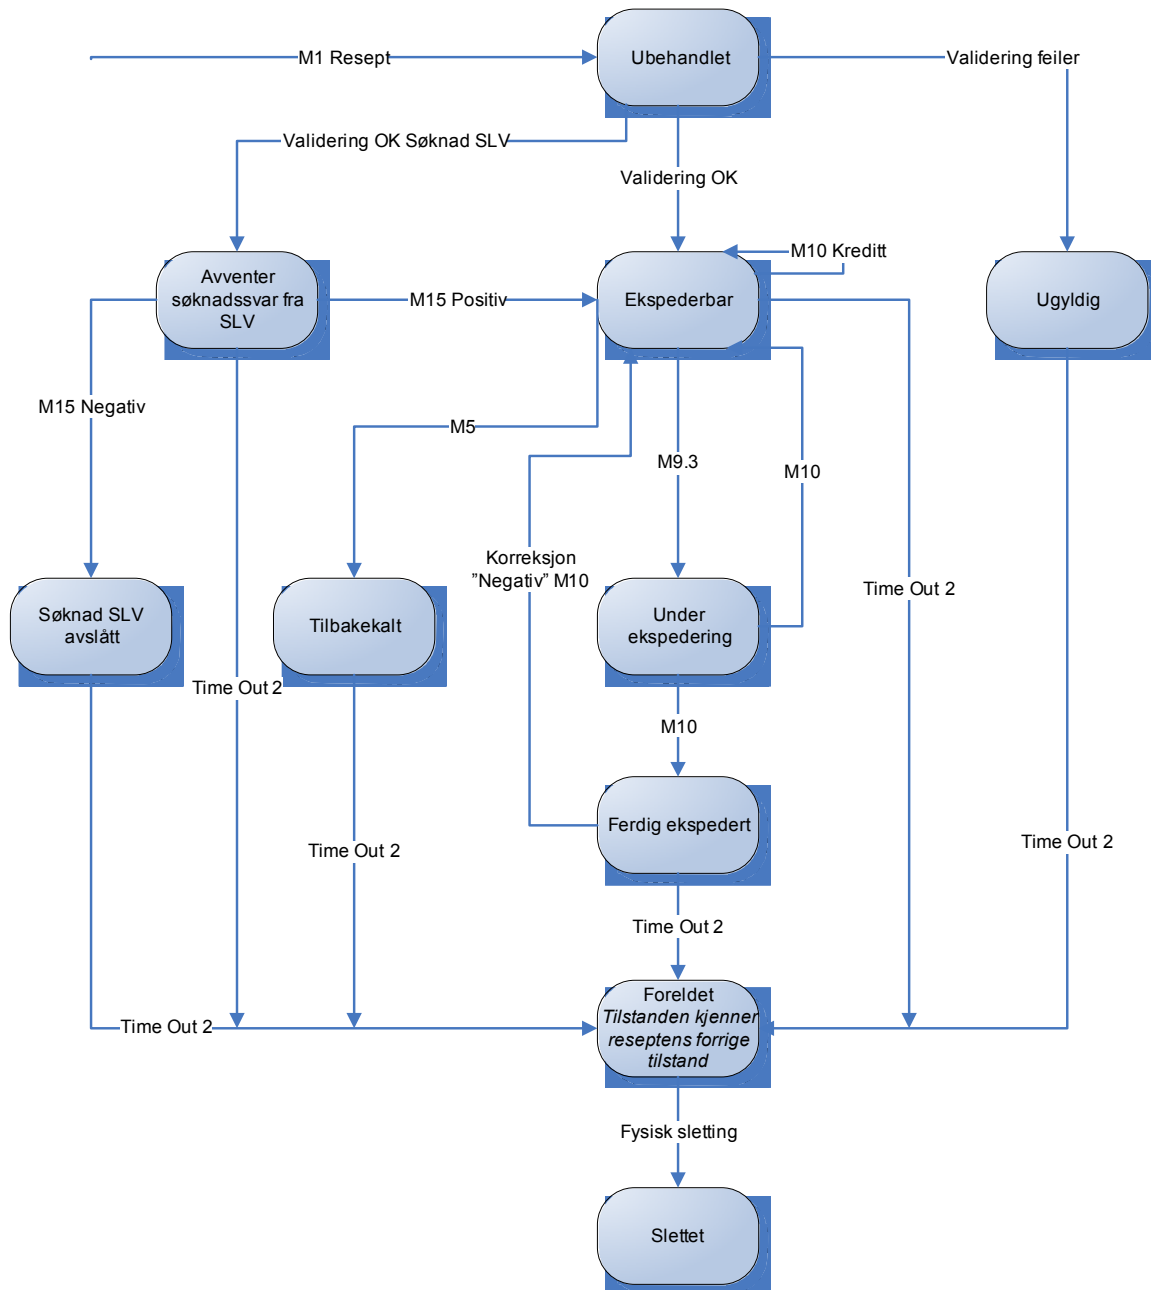 M1 Resept
Ubehandlet
Validering feiler
Validering OK Søknad SLV
Validering OK
M10 Kreditt
Avventer
søknadssvar fra
SLV
M15 Positiv
Ekspederbar
Ugyldig
M15 Negativ
M5
M9.3
M10
Korreksjon
”Negativ” M10
Time Out 2
Søknad SLV
avslått
Tilbakekalt
Under
ekspedering
Time Out 2
M10
Ferdig ekspedert
Time Out 2
Time Out 2
Time Out 2
Foreldet
Tilstanden kjenner
reseptens forrige
tilstand
Time Out 2
Fysisk sletting
Slettet